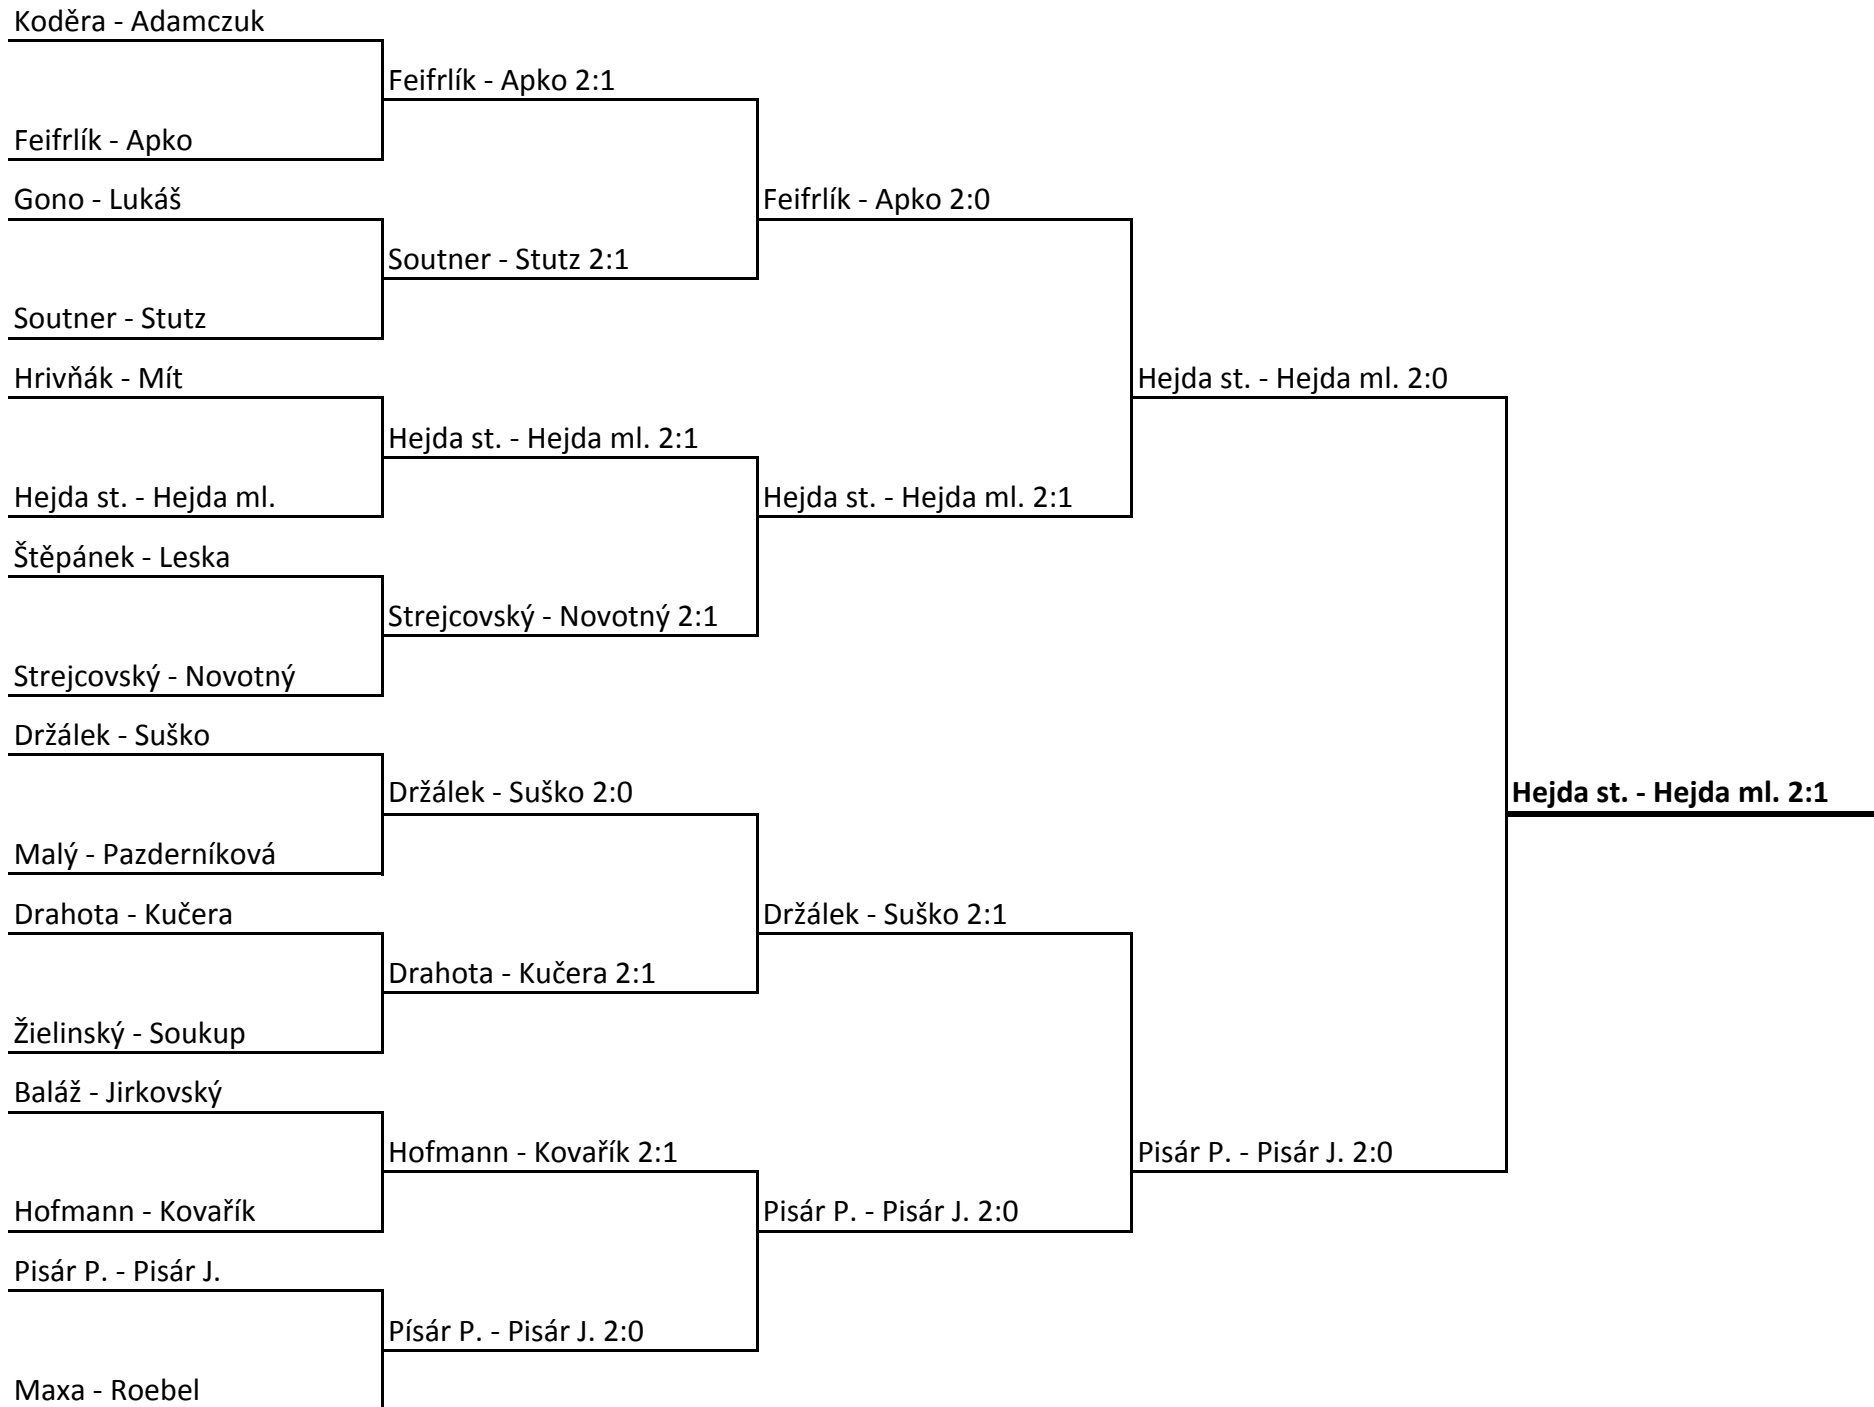 Koděra - Adamczuk
Feifrlík - Apko 2:1
Feifrlík - Apko
Gono - Lukáš
Feifrlík - Apko 2:0
Soutner - Stutz 2:1
Soutner - Stutz
Hrivňák - Mít
Hejda st. - Hejda ml. 2:0
Hejda st. - Hejda ml. 2:1
Hejda st. - Hejda ml.
Hejda st. - Hejda ml. 2:1
Štěpánek - Leska
Strejcovský - Novotný 2:1
Strejcovský - Novotný
Držálek - Suško
Držálek - Suško 2:0
Hejda st. - Hejda ml. 2:1
Malý - Pazderníková
Drahota - Kučera
Držálek - Suško 2:1
Drahota - Kučera 2:1
Žielinský - Soukup
Baláž - Jirkovský
Hofmann - Kovařík 2:1
Pisár P. - Pisár J. 2:0
Hofmann - Kovařík
Pisár P. - Pisár J. 2:0
Pisár P. - Pisár J.
Písár P. - Pisár J. 2:0
Maxa - Roebel